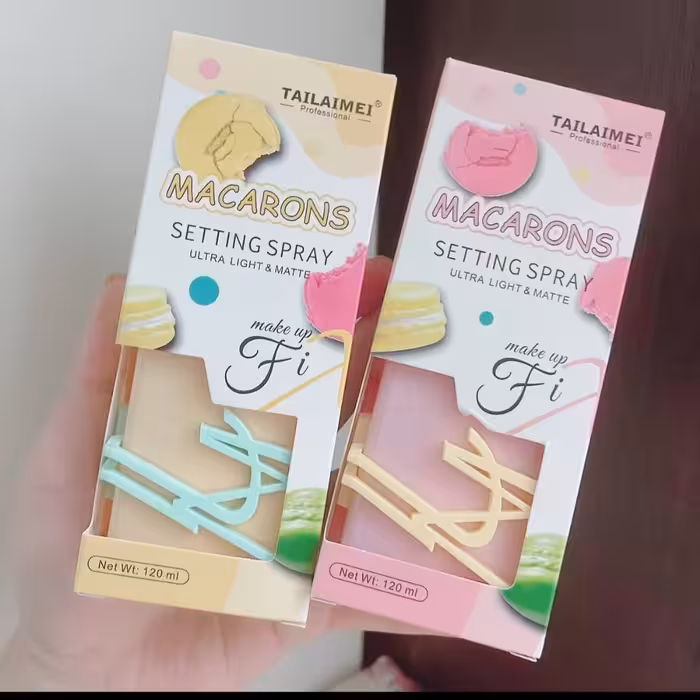 TAILAIMEI®
Professional
MACARONS
SETTING SPRAY
ULTRA LIGHT & MATTE
make up
Fi
Net Wt: 120 ml
TAILAIMEI®
Professional
MACARONS
SETTING SPRAY
ULTRA LIGHT & MATTE
make up
Fi
Net Wt: 120 ml